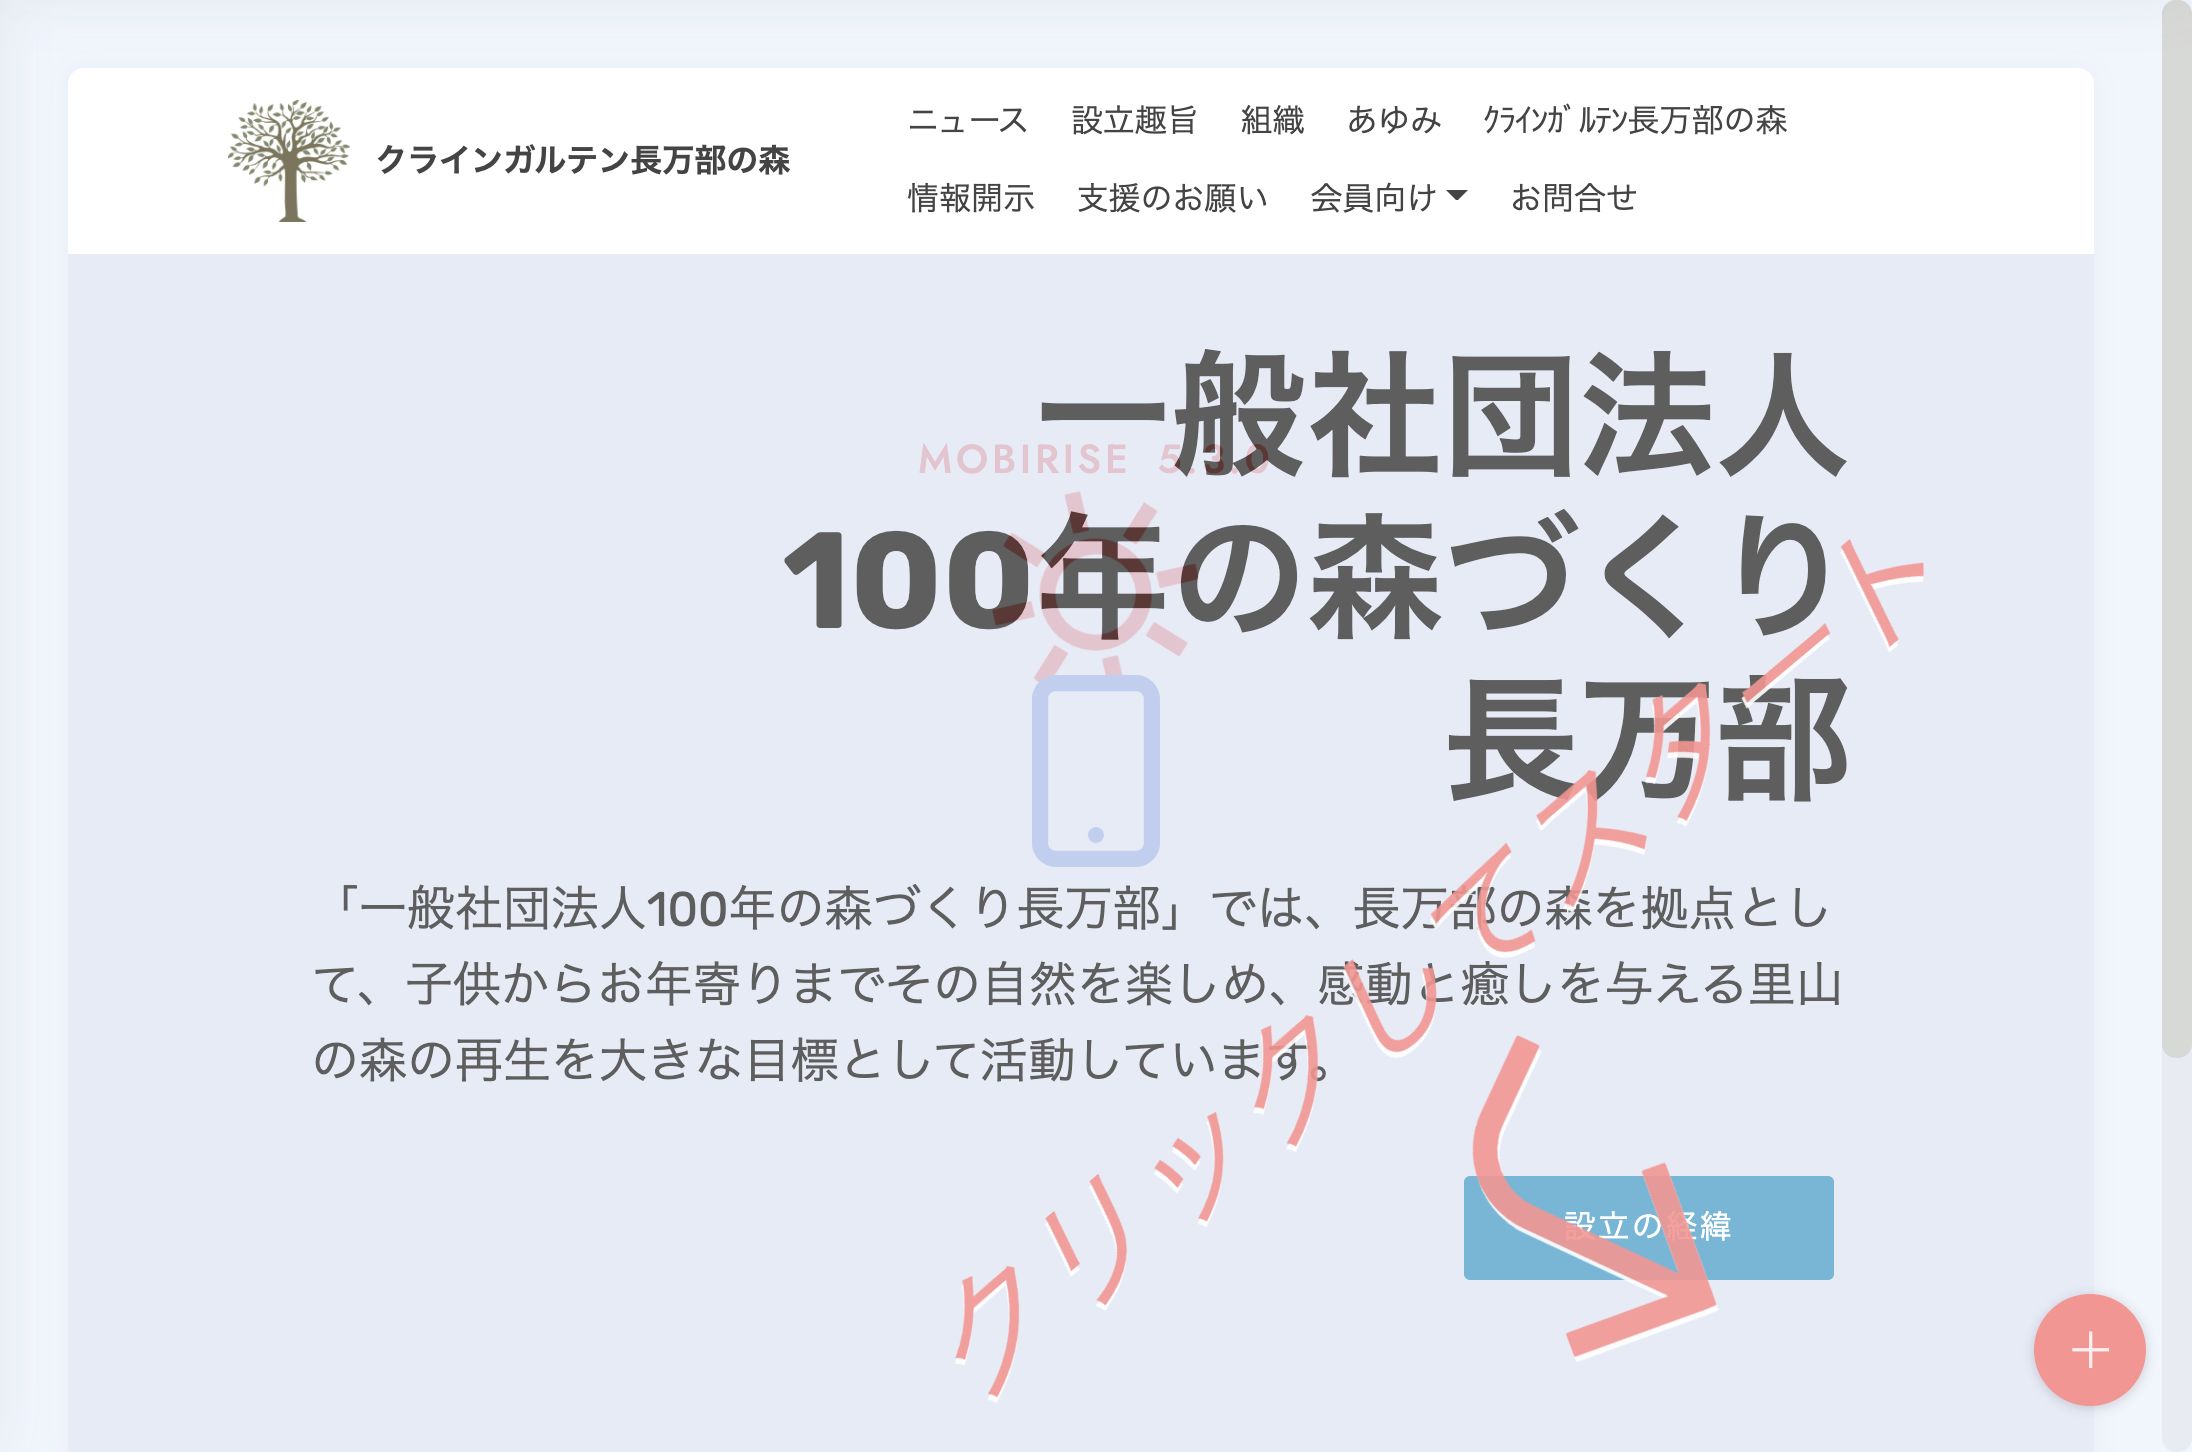 クラインガルテン長万部の森
ニュース 設立趣旨 組織 あゆみ ｸﾗｲﾝｶﾞﾙﾃﾝ長万部の森
情報開示 支援のお願い 会員向け お問合せ
一般社団法人
MOBIRISE 5.3.0
100年の森づくり
長万部
「一般社団法人100年の森づくり長万部」では、長万部の森を拠点とし
て、子供からお年寄りまでその自然を楽しめ、感動と癒しを与える里山
の森の再生を大きな目標として活動しています。
クリックしてスタート
設立の経緯